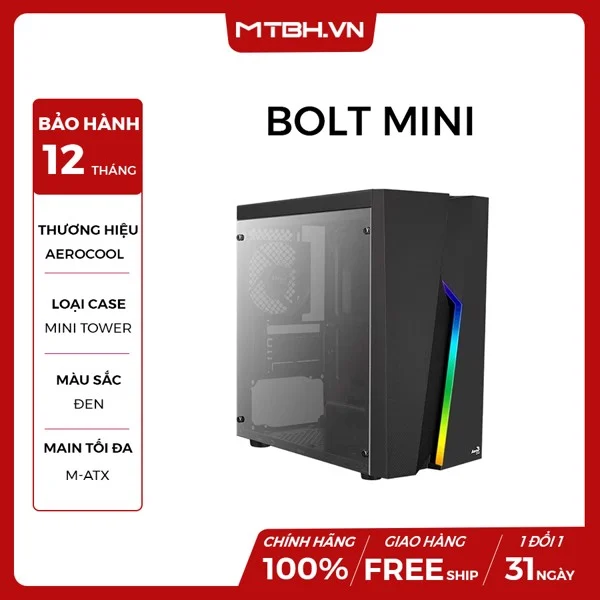 MTBH.VN
BOLT MINI
BẢO HÀNH
12 THÁNG
THƯƠNG HIỆU
AEROCOOL
LOẠI CASE
MINI TOWER
MÀU SẮC
ĐEN
MAIN TỐI ĐA
M-ATX
CHÍNH HÃNG
100%
GIAO HÀNG
FREE SHIP
1 ĐỔI 1
31 NGÀY